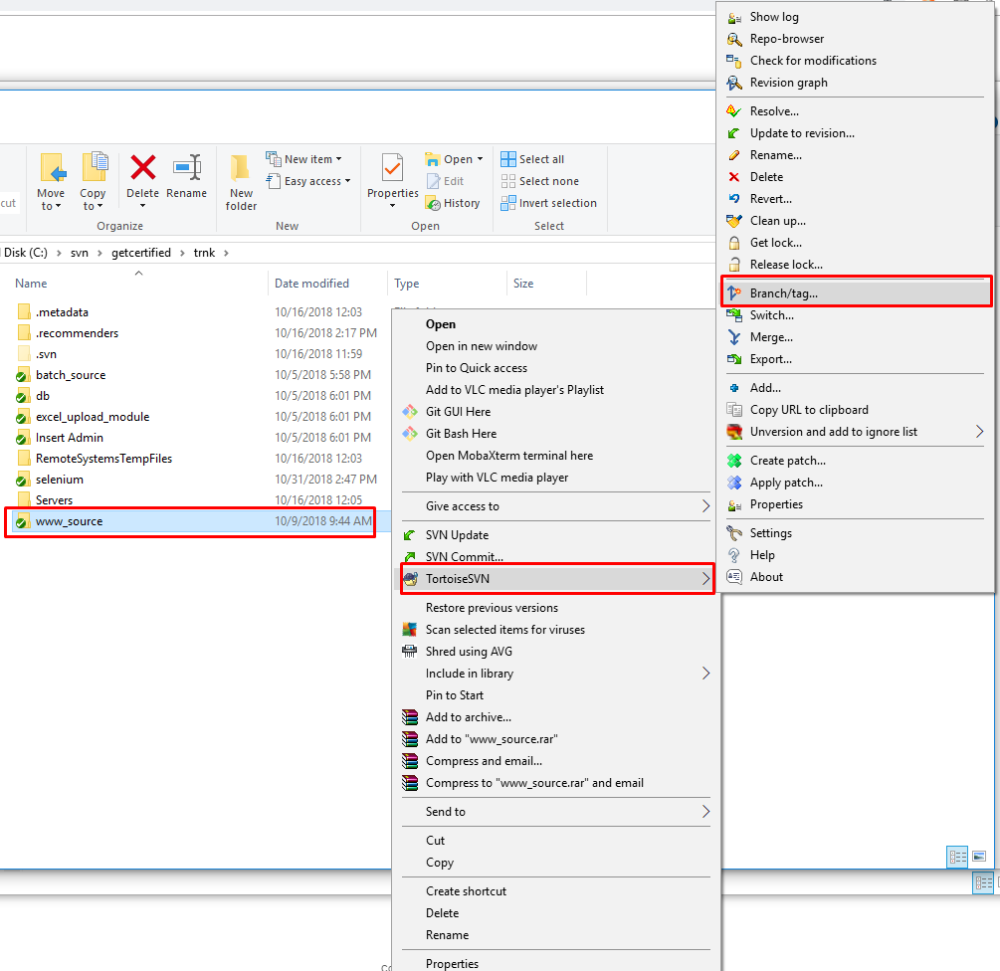 cut
Move
to
Copy
to
Delete
Rename
Organize
New
folder
New item
Easy access
New
Properties
Open
Edit
History
Open
Select all
Select none
Invert selection
Select
Disk (C:) > svn > getcertified > trnk >
Name Date modified Type Size
.metadata 10/16/2018 12:03
.recommenders 10/16/2018 2:17 PM
.svn 10/16/2018 11:59
batch_source 10/5/2018 5:58 PM
db 10/5/2018 6:01 PM
excel_upload_module 10/5/2018 6:01 PM
Insert Admin 10/5/2018 6:01 PM
RemoteSystemsTempFiles 10/16/2018 12:03
selenium 10/31/2018 2:47 PM
Servers 10/16/2018 12:05
www_source 10/9/2018 9:44 AM
Open
Open in new window
Pin to Quick access
Add to VLC media player's Playlist
Git GUI Here
Git Bash Here
Open MobaXterm terminal here
Play with VLC media player
Give access to
SVN Update
SVN Commit...
TortoiseSVN
Restore previous versions
Scan selected items for viruses
Shred using AVG
Include in library
Pin to Start
Add to archive...
Add to "www_source.rar"
Compress and email...
Compress to "www_source.rar" and email
Send to
Cut
Copy
Create shortcut
Delete
Rename
Properties
Show log
Repo-browser
Check for modifications
Revision graph
Resolve...
Update to revision...
Rename...
Delete
Revert...
Clean up...
Get lock...
Release lock...
Branch/tag...
Switch...
Merge...
Export...
Add...
Copy URL to clipboard
Unversion and add to ignore list
Create patch...
Apply patch...
Properties
Settings
Help
About